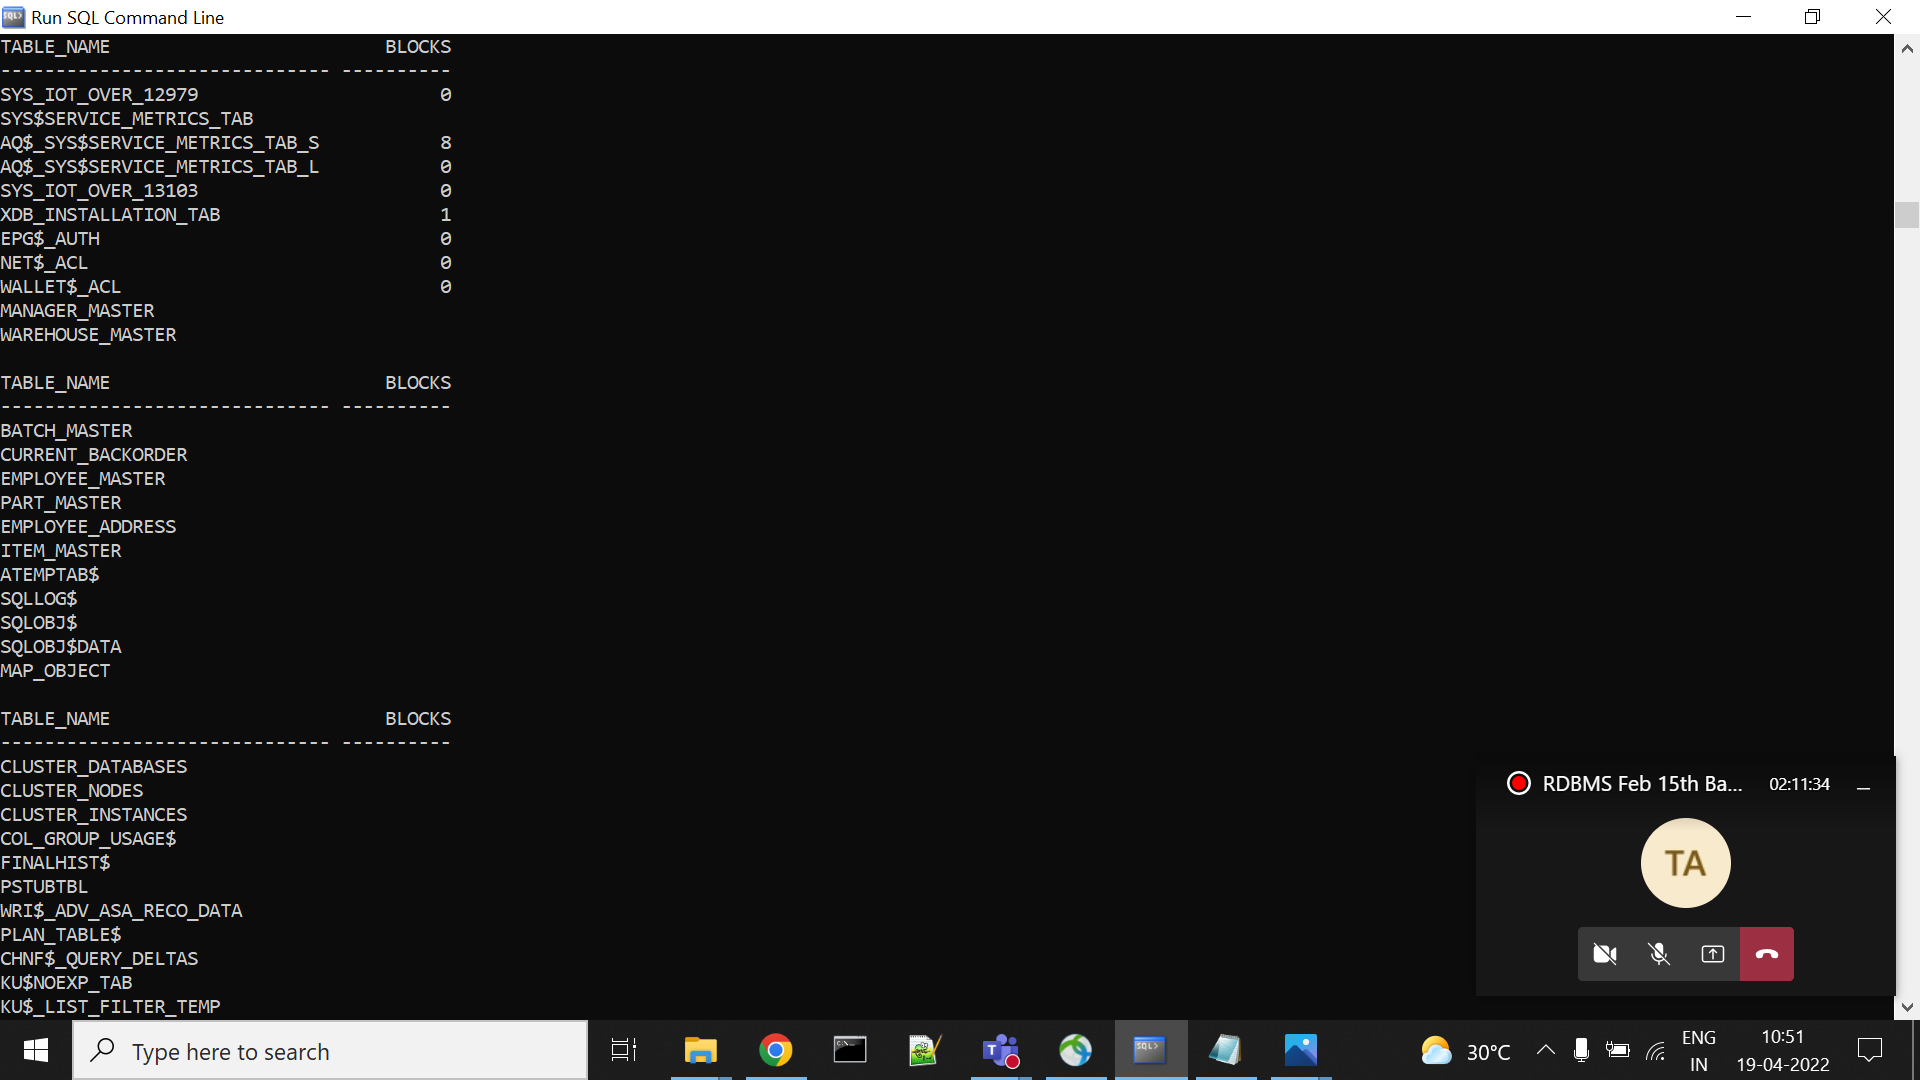 Run SQL Command Line
TABLE_NAME                         BLOCKS
------------------------------ ----------
SYS_IOT_OVER_12979                      0
SYS$SERVICE_METRICS_TAB
AQ$_SYS$SERVICE_METRICS_TAB_S           8
AQ$_SYS$SERVICE_METRICS_TAB_L           0
SYS_IOT_OVER_13103                      0
XDB_INSTALLATION_TAB                    1
EPG$_AUTH                               0
NET$_ACL                                0
WALLET$_ACL                             0
MANAGER_MASTER
WAREHOUSE_MASTER

TABLE_NAME                         BLOCKS
------------------------------ ----------
BATCH_MASTER
CURRENT_BACKORDER
EMPLOYEE_MASTER
PART_MASTER
EMPLOYEE_ADDRESS
ITEM_MASTER
ATEMPTAB$
SQLLOG$
SQLOBJ$
SQLOBJ$DATA
MAP_OBJECT

TABLE_NAME                         BLOCKS
------------------------------ ----------
CLUSTER_DATABASES
CLUSTER_NODES
CLUSTER_INSTANCES
COL_GROUP_USAGE$
FINALHIST$
PSTUBTBL
WRI$_ADV_ASA_RECO_DATA
PLAN_TABLE$
CHNF$_QUERY_DELTAS
KU$NOEXP_TAB
KU$_LIST_FILTER_TEMP
RDBMS Feb 15th Ba... 02:11:34
TA
Type here to search
30°C
ENG
IN
10:51
19-04-2022